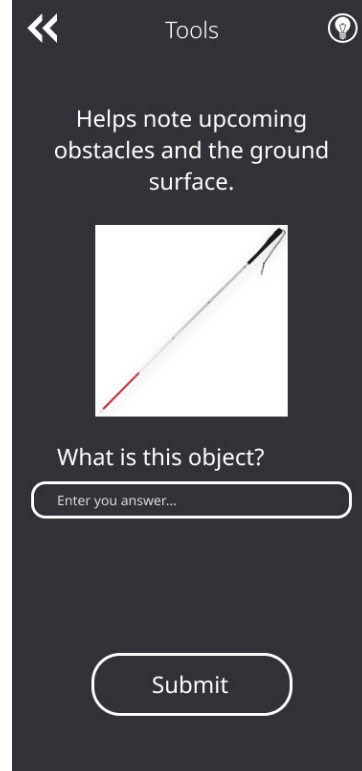 Tools
Helps note upcoming
obstacles and the ground
surface.
What is this object?
Enter you answer...
Submit